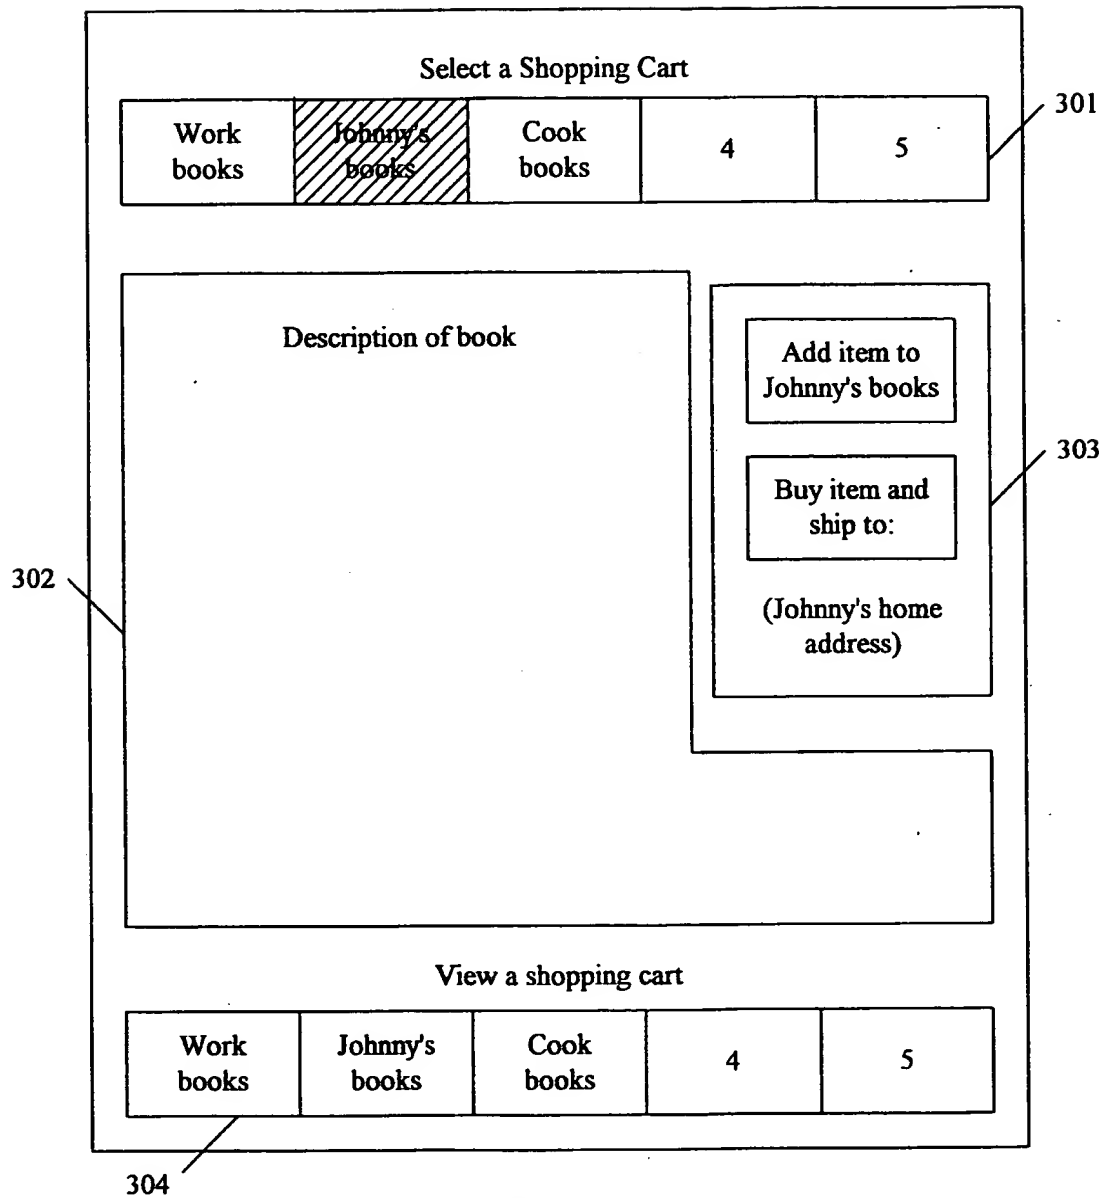 Select a Shopping Cart
301
Work
books
Johnny's
books
Cook
books
4
5
Description of book
Add item to
Johnny's books
303
Buy item and
ship to:
302
(Johnny's home
address)
View a shopping cart
Work
books
Johnny's
books
Cook
books
4
5
304